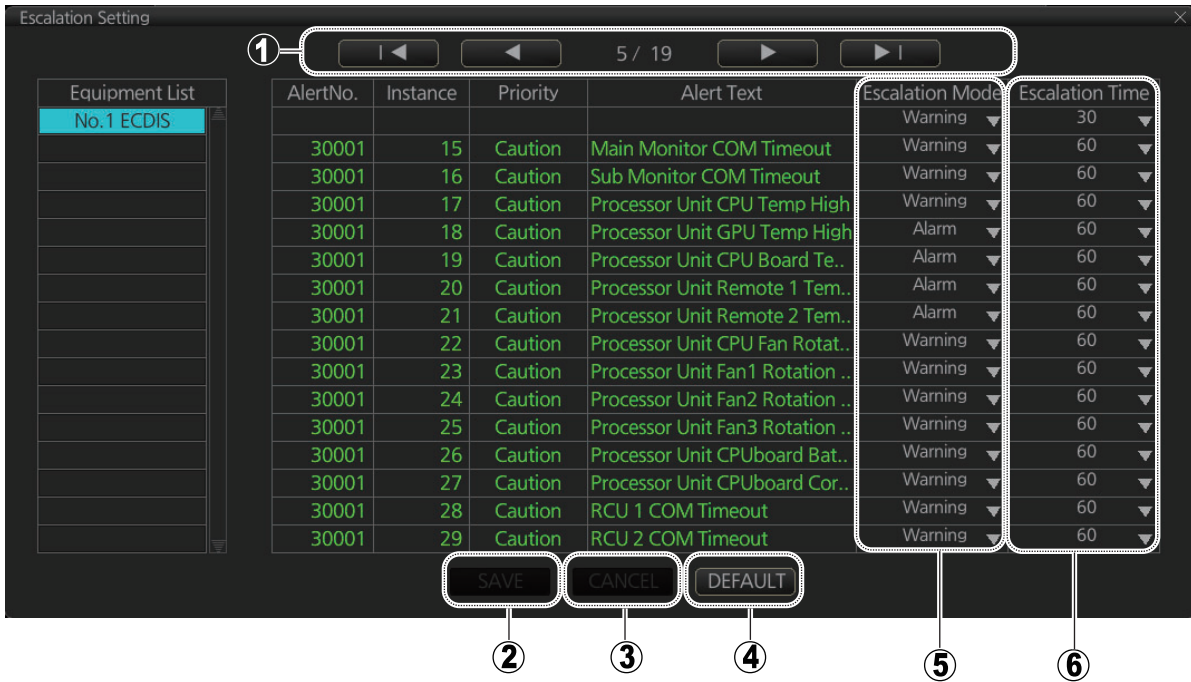 Escalation Setting
1
5 / 19
Equipment List AlertNo. Instance Priority Alert Text Escalation Mode Escalation Time
No.1 ECDIS Warning 30
30001 15 Caution Main Monitor COM Timeout Warning 60
30001 16 Caution Sub Monitor COM Timeout Warning 60
30001 17 Caution Processor Unit CPU Temp High Warning 60
30001 18 Caution Processor Unit GPU Temp High Alarm 60
30001 19 Caution Processor Unit CPU Board Te.. Alarm 60
30001 20 Caution Processor Unit Remote 1 Tem.. Alarm 60
30001 21 Caution Processor Unit Remote 2 Tem.. Alarm 60
30001 22 Caution Processor Unit CPU Fan Rotat.. Warning 60
30001 23 Caution Processor Unit Fan1 Rotation .. Warning 60
30001 24 Caution Processor Unit Fan2 Rotation .. Warning 60
30001 25 Caution Processor Unit Fan3 Rotation .. Warning 60
30001 26 Caution Processor Unit CPUboard Bat.. Warning 60
30001 27 Caution Processor Unit CPUboard Cor.. Warning 60
30001 28 Caution RCU 1 COM Timeout Warning 60
30001 29 Caution RCU 2 COM Timeout Warning 60
SAVE CANCEL DEFAULT
2 3 4 5 6